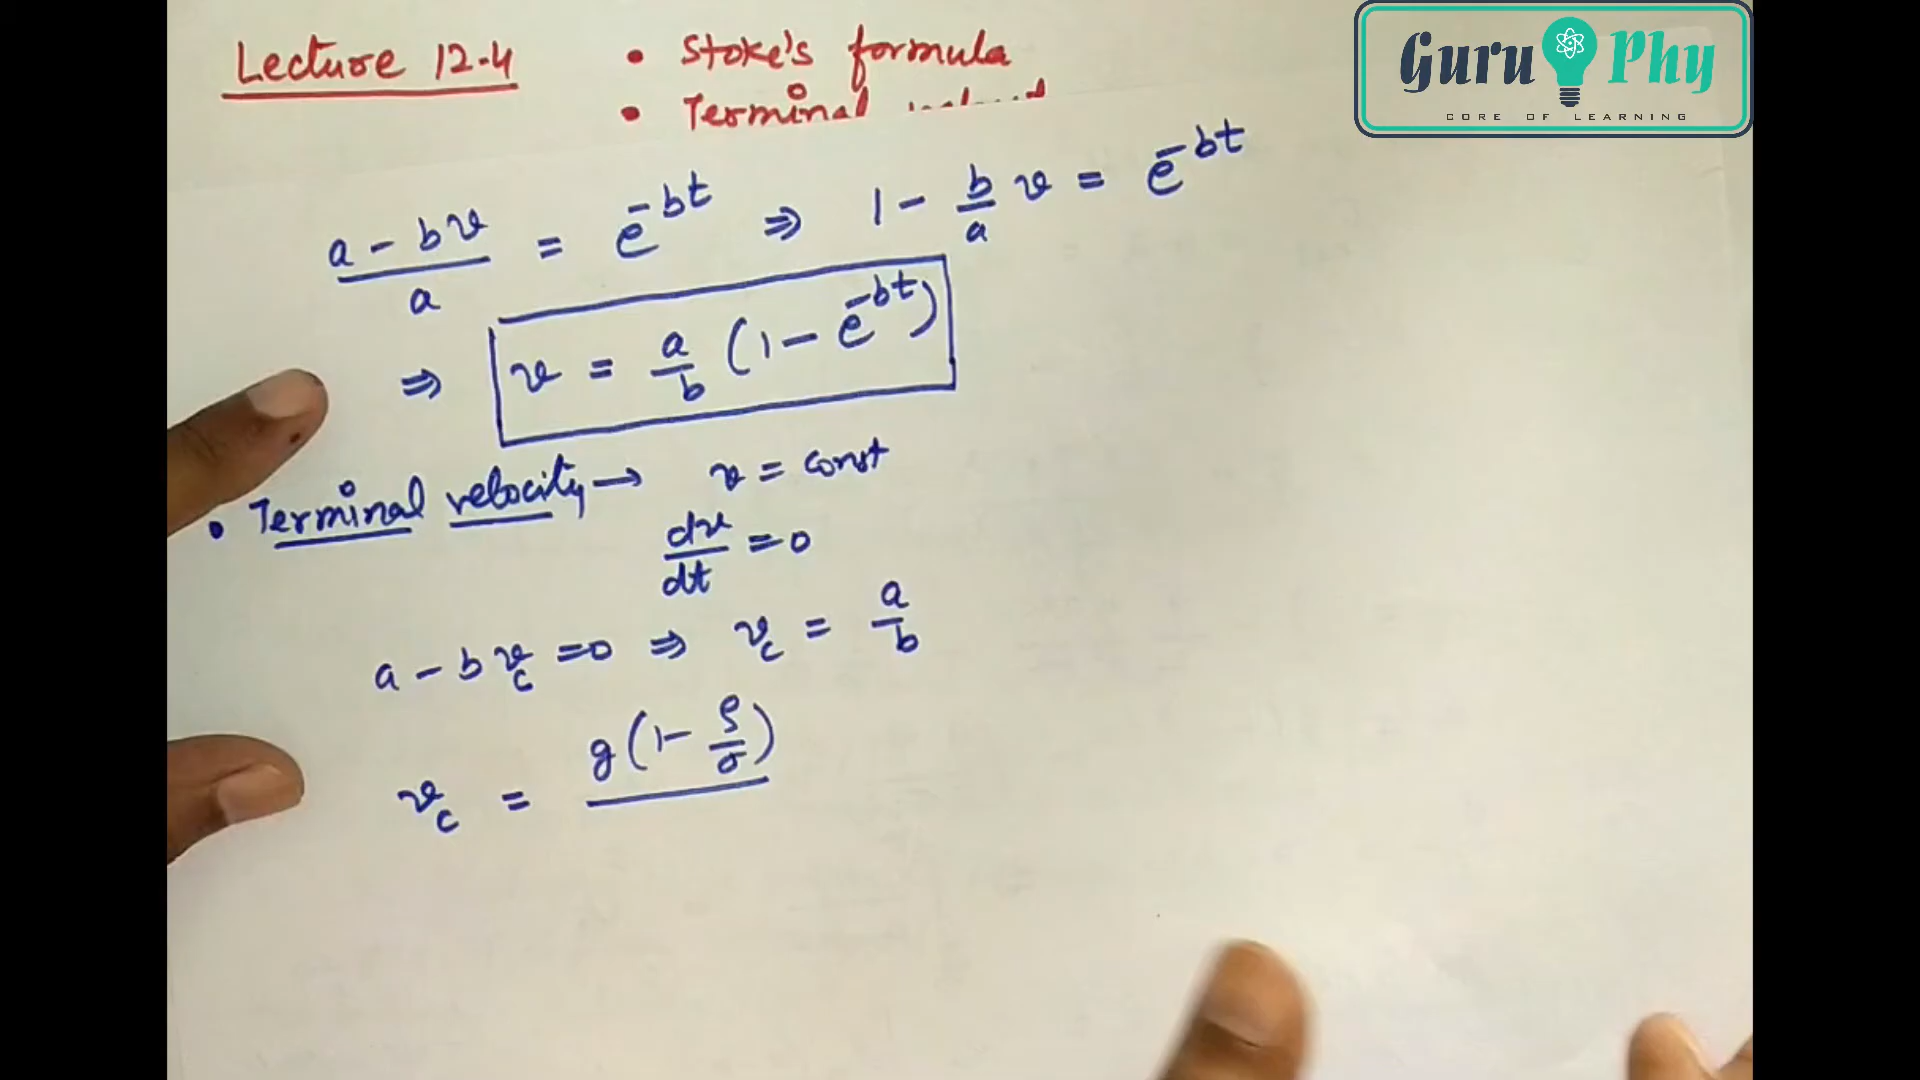 Lecture 12.4
• Stoke's formula
• Terminal
Guru Phy
CORE OF LEARNING
a - bv / a = e^-bt ⇒ 1 - b/a v = e^-bt
⇒ v = a/b (1 - e^-bt)
• Terminal velocity → v = const
dv/dt = 0
a - bv_c = 0 ⇒ v_c = a/b
v_c = g(1 - ρ/σ)